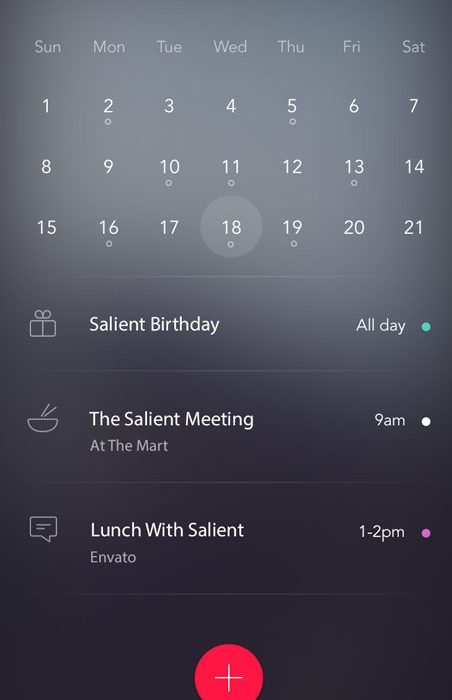 Sun Mon Tue Wed Thu Fri Sat
1 2 3 4 5 6 7
8 9 10 11 12 13 14
15 16 17 18 19 20 21
Salient Birthday All day
The Salient Meeting 9am
At The Mart
Lunch With Salient 1-2pm
Envato